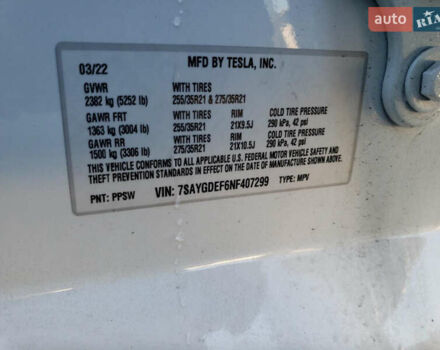 AUTO
RIA
MFD BY TESLA, INC.
03/22
GVWR WITH TIRES
2382 kg (5252 lb) 255/35R21 & 275/35R21
GAWR FRT WITH TIRES RIM COLD TIRE PRESSURE
1363 kg (3004 lb) 255/35R21 21X9.5J 290 kPa, 42 psi
GAWR RR WITH TIRES RIM COLD TIRE PRESSURE
1500 kg (3306 lb) 275/35R21 21X10.5J 290 kPa, 42 psi
THIS VEHICLE CONFORMS TO ALL APPLICABLE U.S. FEDERAL MOTOR VEHICLE SAFETY AND
THEFT PREVENTION STANDARDS IN EFFECT ON THE DATE OF MANUFACTURE SHOWN ABOVE.
PNT: PPSW VIN: 7SAYGDEF6NF407299 TYPE: MPV